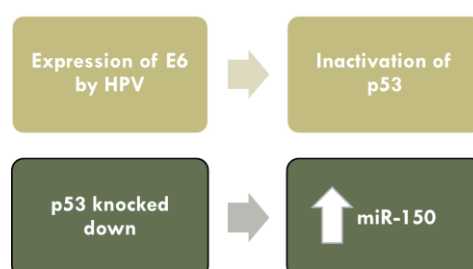 Expression of E6
by HPV
Inactivation of
p53
p53 knocked
down
miR-150